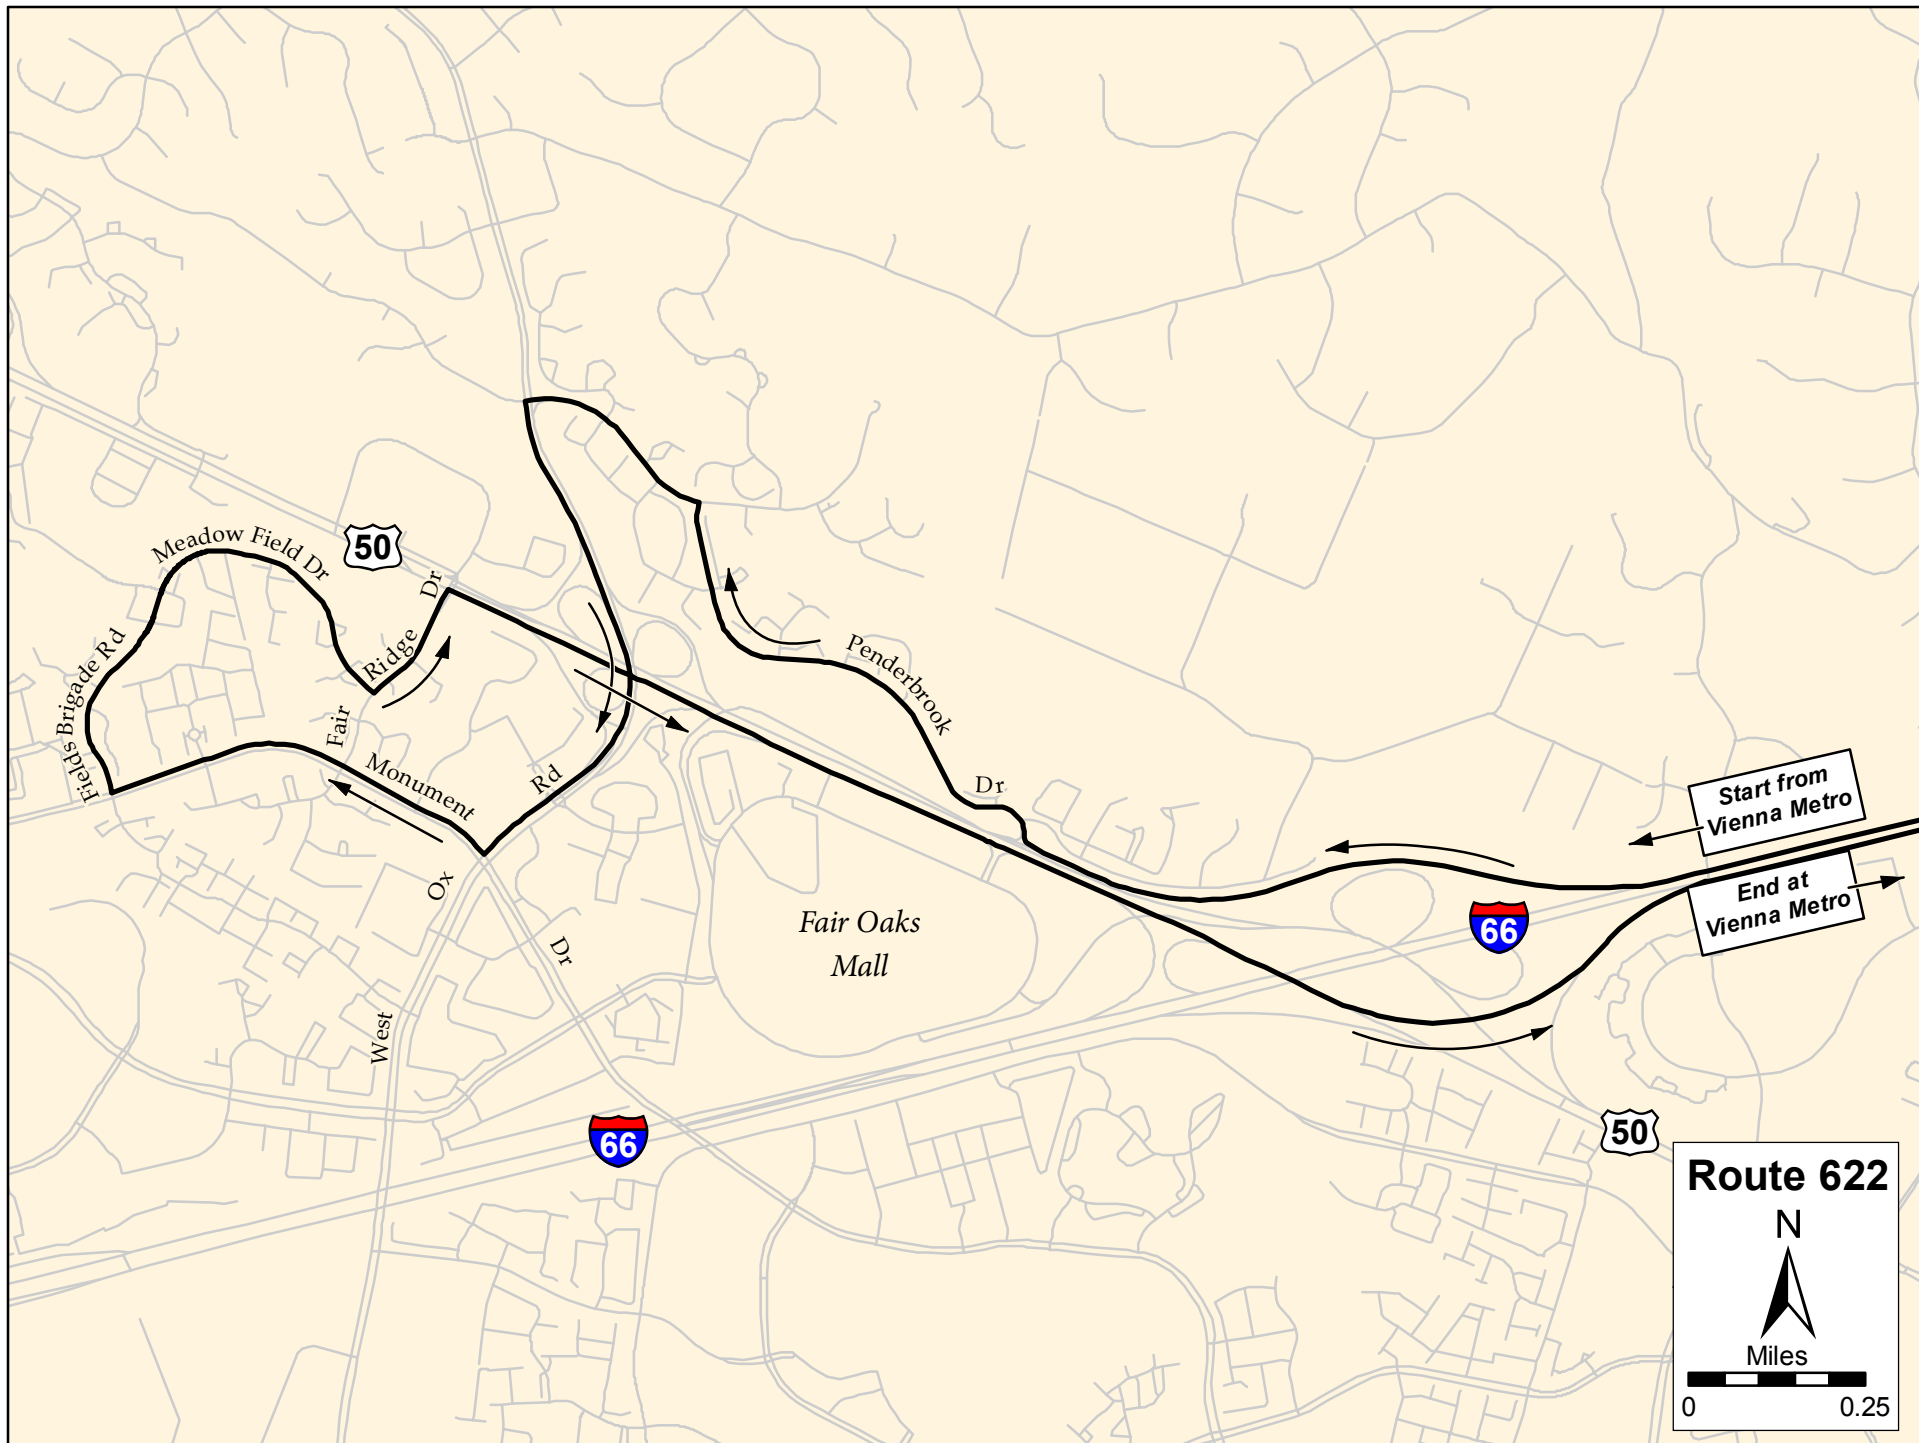 Meadow Field Dr
50
Dr
Ridge
Fields Brigade Rd
Fair
Monument
Rd
Penderbrook
Dr
Start from
Vienna Metro
End at
Vienna Metro
Ox
Fair Oaks
Mall
66
Dr
West
66
50
Route 622
N
Miles
0 0.25